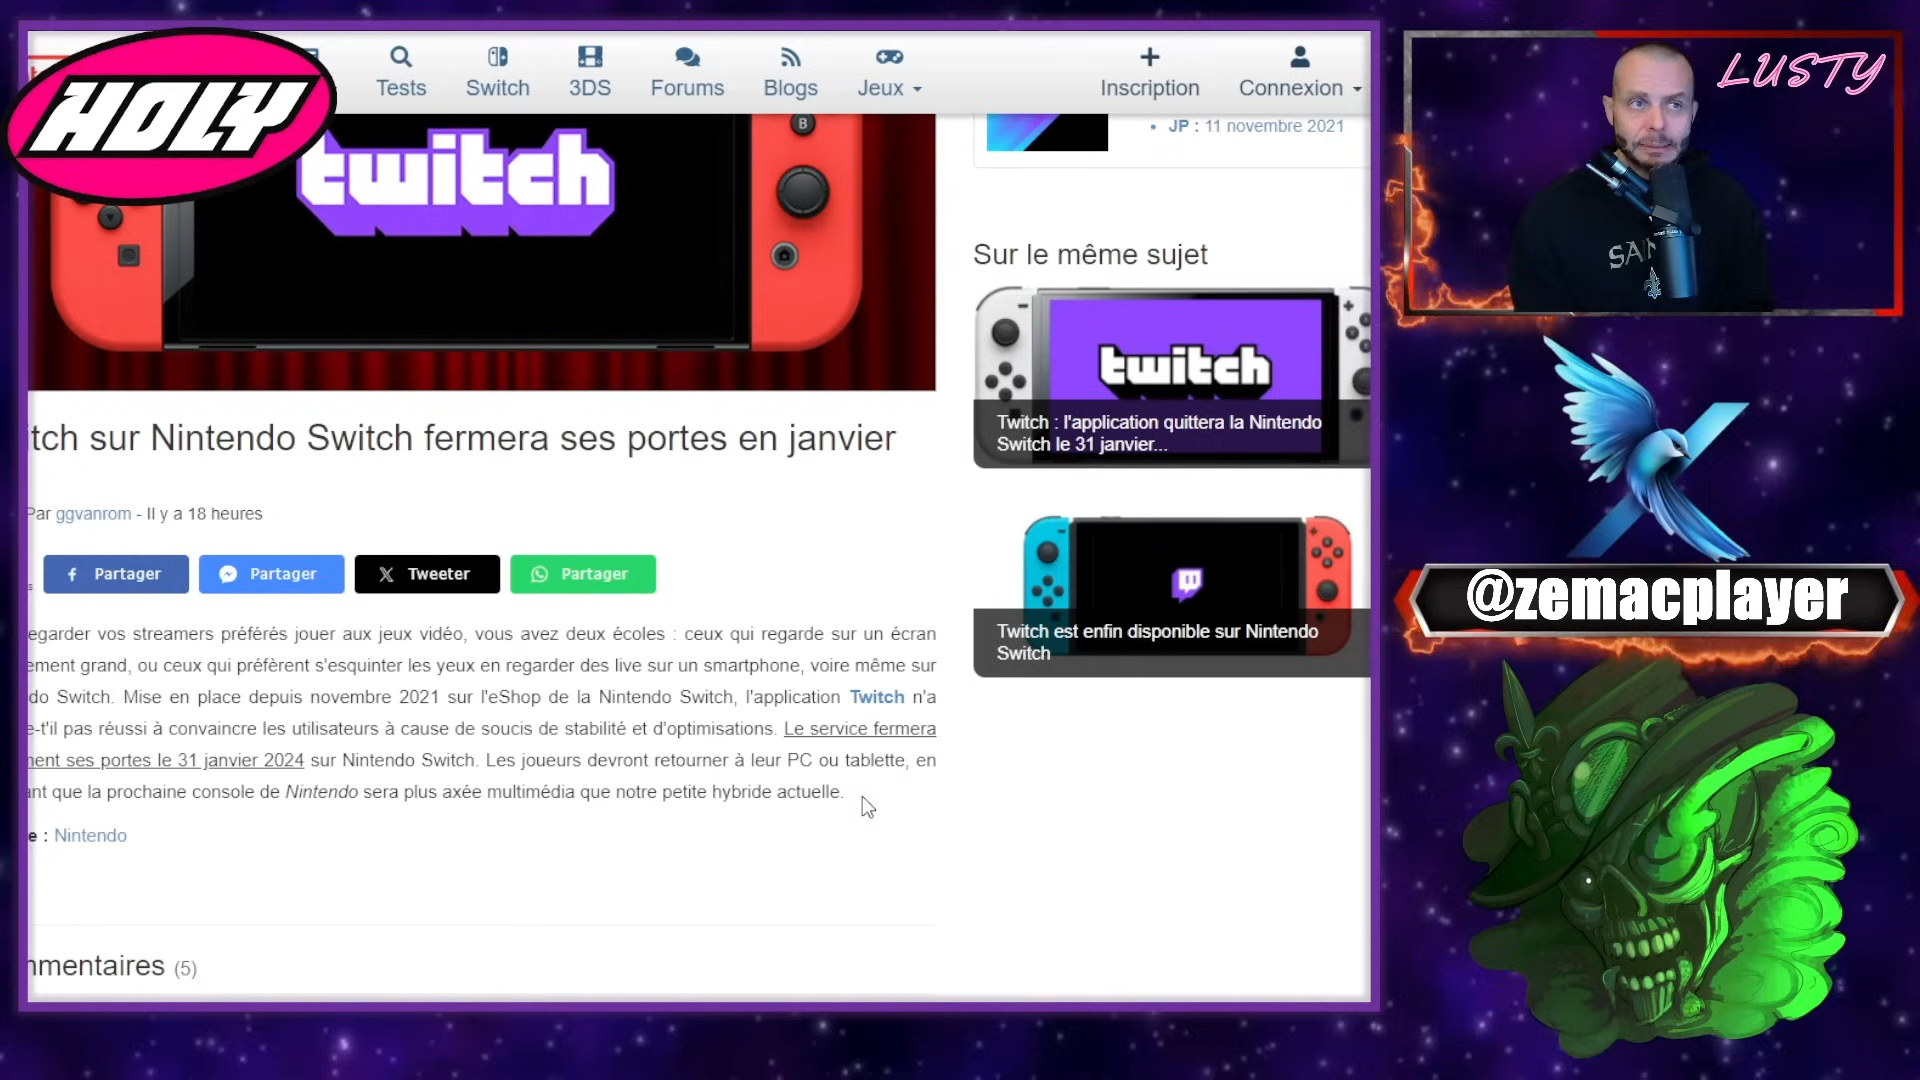 HOLY
Tests
Switch
3DS
Forums
Blogs
Jeux
Inscription
Connexion
LUSTY
JP : 11 novembre 2021
B
twitch
Sur le même sujet
twitch
Twitch : l'application quittera la Nintendo
Switch le 31 janvier...
itch sur Nintendo Switch fermera ses portes en janvier
Par ggvanrom - Il y a 18 heures
Partager
Partager
Tweeter
Partager
Twitch est enfin disponible sur Nintendo
Switch
@zemacplayer
egarder vos streamers préférés jouer aux jeux vidéo, vous avez deux écoles : ceux qui regarde sur un écran
ement grand, ou ceux qui préfèrent s'esquinter les yeux en regarder des live sur un smartphone, voire même sur
do Switch. Mise en place depuis novembre 2021 sur l'eShop de la Nintendo Switch, l'application Twitch n'a
e-t'il pas réussi à convaincre les utilisateurs à cause de soucis de stabilité et d'optimisations. Le service fermera
ment ses portes le 31 janvier 2024 sur Nintendo Switch. Les joueurs devront retourner à leur PC ou tablette, en
ant que la prochaine console de Nintendo sera plus axée multimédia que notre petite hybride actuelle.
e : Nintendo
mmentaires (5)